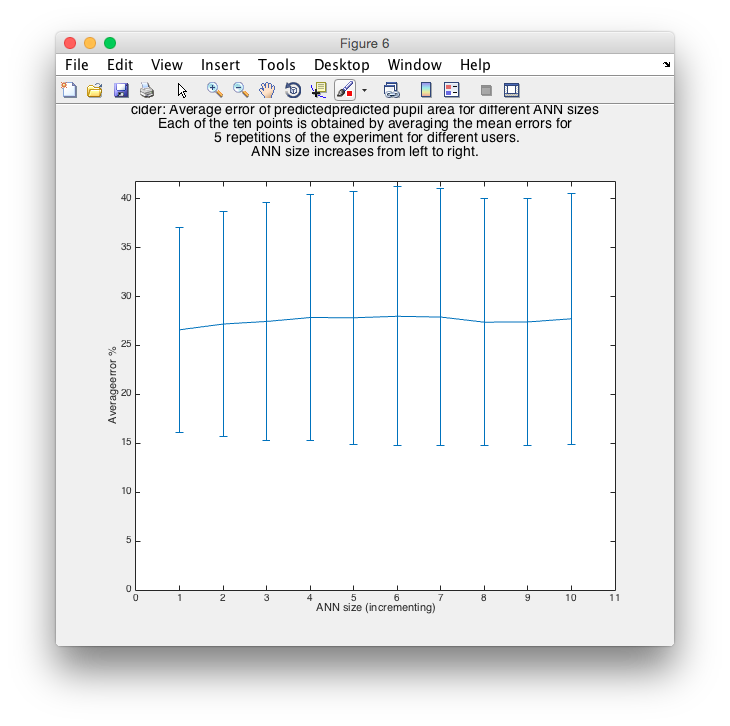 Figure 6
File Edit View Insert Tools Desktop Window Help
cider: Average error of predictedpredicted pupil area for different ANN sizes
Each of the ten points is obtained by averaging the mean errors for
5 repetitions of the experiment for different users.
ANN size increases from left to right.
40
35
30
25
20
15
10
5
0
Averageerror %
0 1 2 3 4 5 6 7 8 9 10 11
ANN size (incrementing)